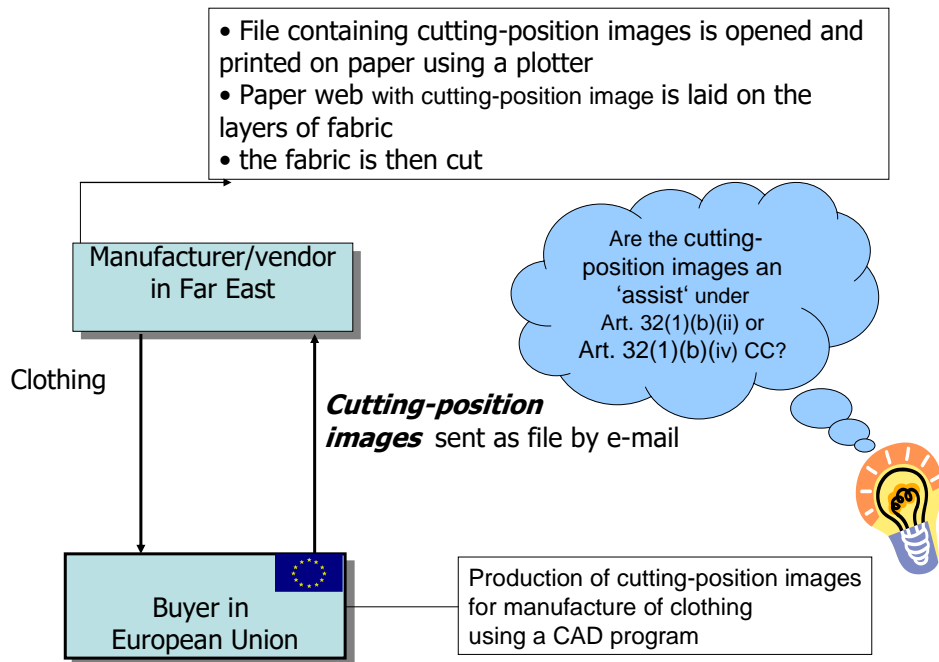 • File containing cutting-position images is opened and
printed on paper using a plotter
• Paper web with cutting-position image is laid on the
layers of fabric
• the fabric is then cut
Manufacturer/vendor
in Far East
Are the cutting-
position images an
‘assist‘ under
Art. 32(1)(b)(ii) or
Art. 32(1)(b)(iv) CC?
Clothing
Cutting-position
images sent as file by e-mail
Buyer in
European Union
Production of cutting-position images
for manufacture of clothing
using a CAD program